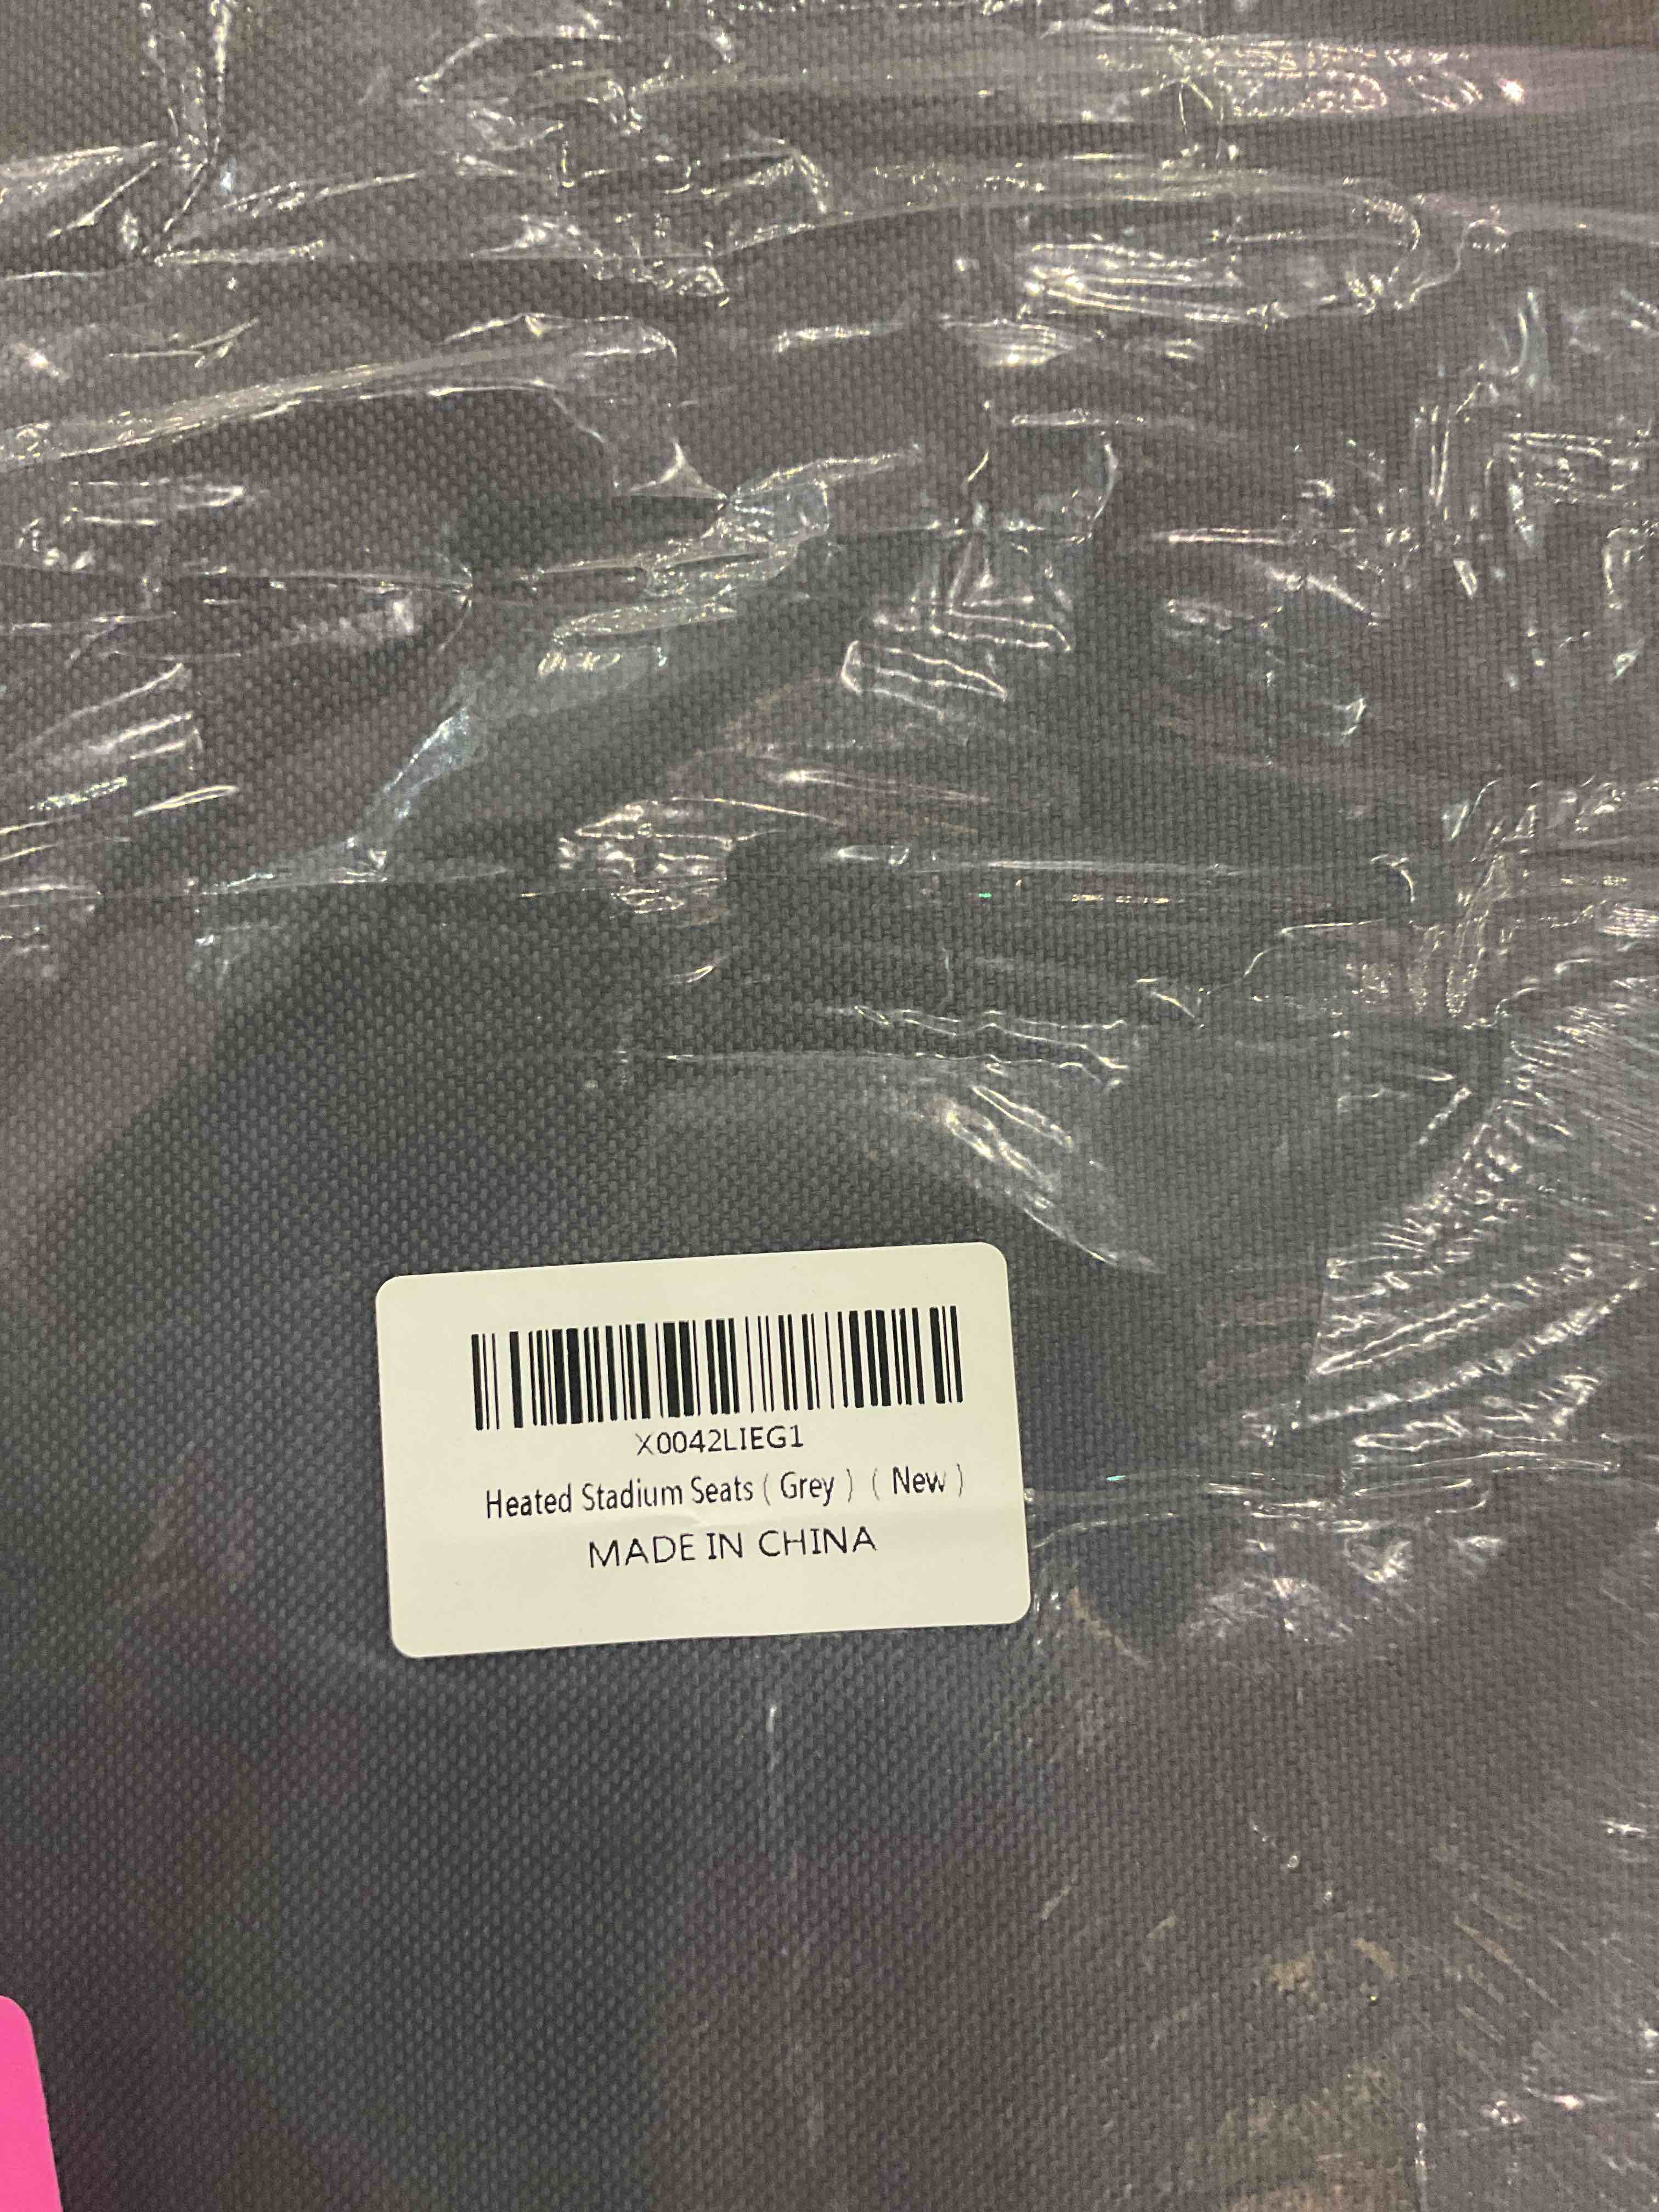 X0042LIEG1
Heated Stadium Seats ( Grey ) ( New )
MADE IN CHINA